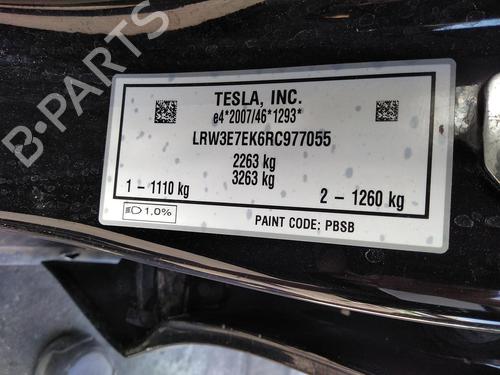 B-PARTS
TESLA, INC.
e4*2007/46*1293*
LRW3E7EK6RC977055
2263 kg
3263 kg
1 - 1110 kg
2 - 1260 kg
1.0%
PAINT CODE: PBSB